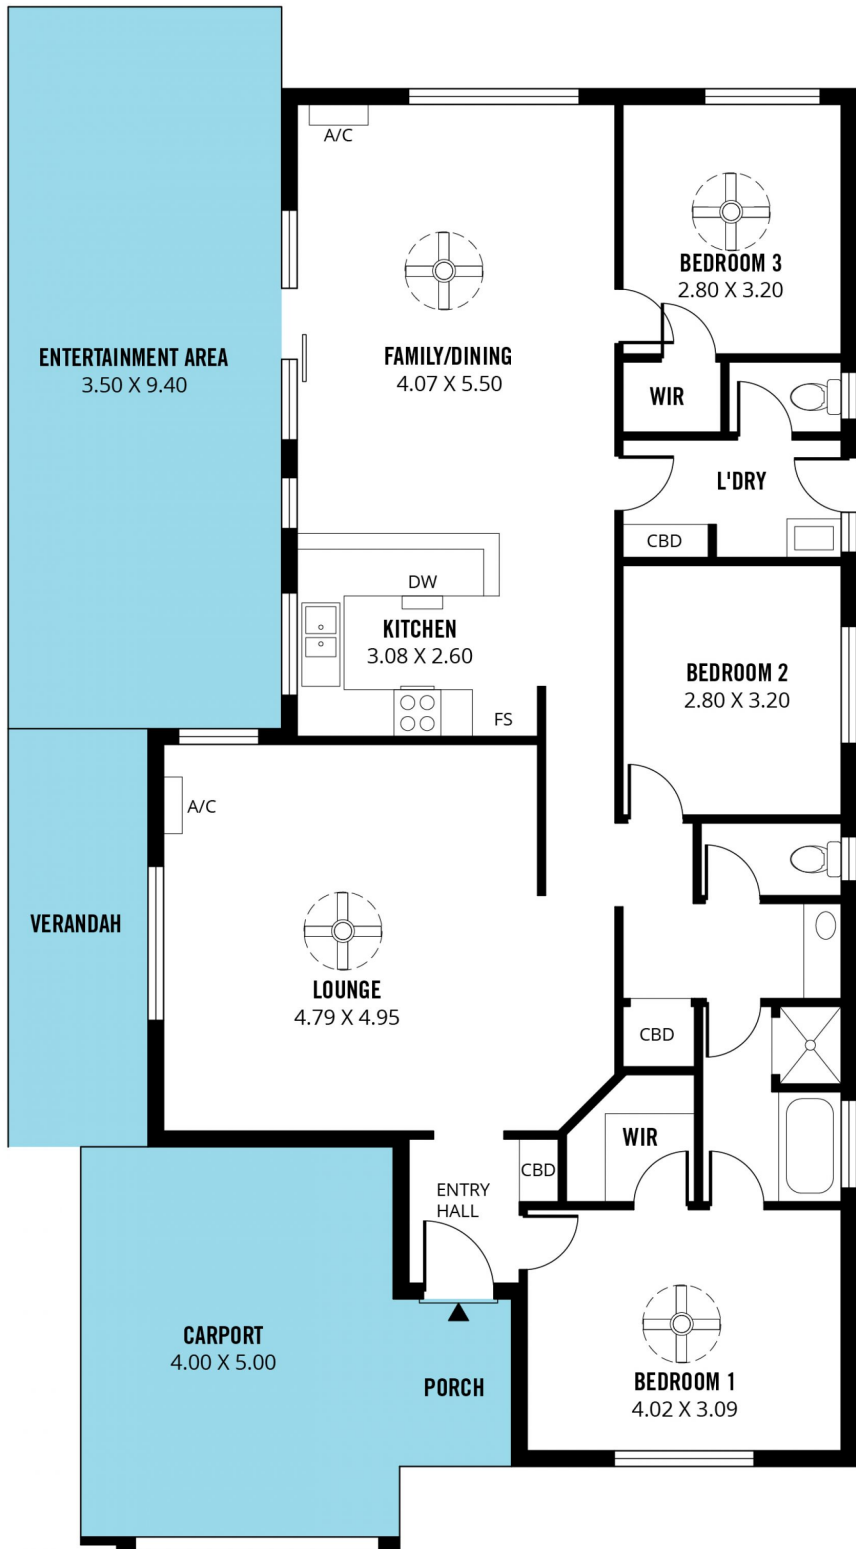 A/C
BEDROOM 3
2.80 X 3.20
ENTERTAINMENT AREA
3.50 X 9.40
FAMILY/DINING
4.07 X 5.50
WIR
L'DRY
CBD
DW
KITCHEN
3.08 X 2.60
FS
BEDROOM 2
2.80 X 3.20
A/C
VERANDAH
LOUNGE
4.79 X 4.95
CBD
WIR
CBD
ENTRY
HALL
CARPORT
4.00 X 5.00
PORCH
BEDROOM 1
4.02 X 3.09